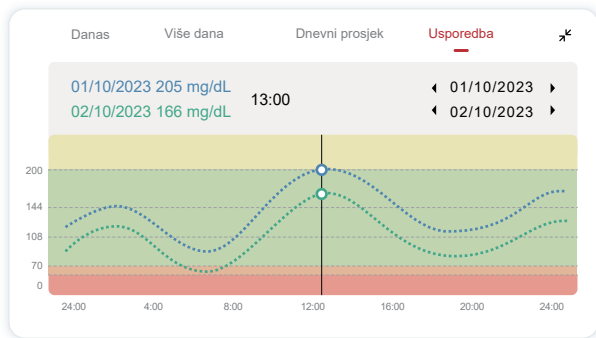 Danas Više dana Dnevni prosjek Usporedba
01/10/2023 205 mg/dL
02/10/2023 166 mg/dL
13:00
01/10/2023
02/10/2023
200
144
108
70
0
24:00 4:00 8:00 12:00 16:00 20:00 24:00